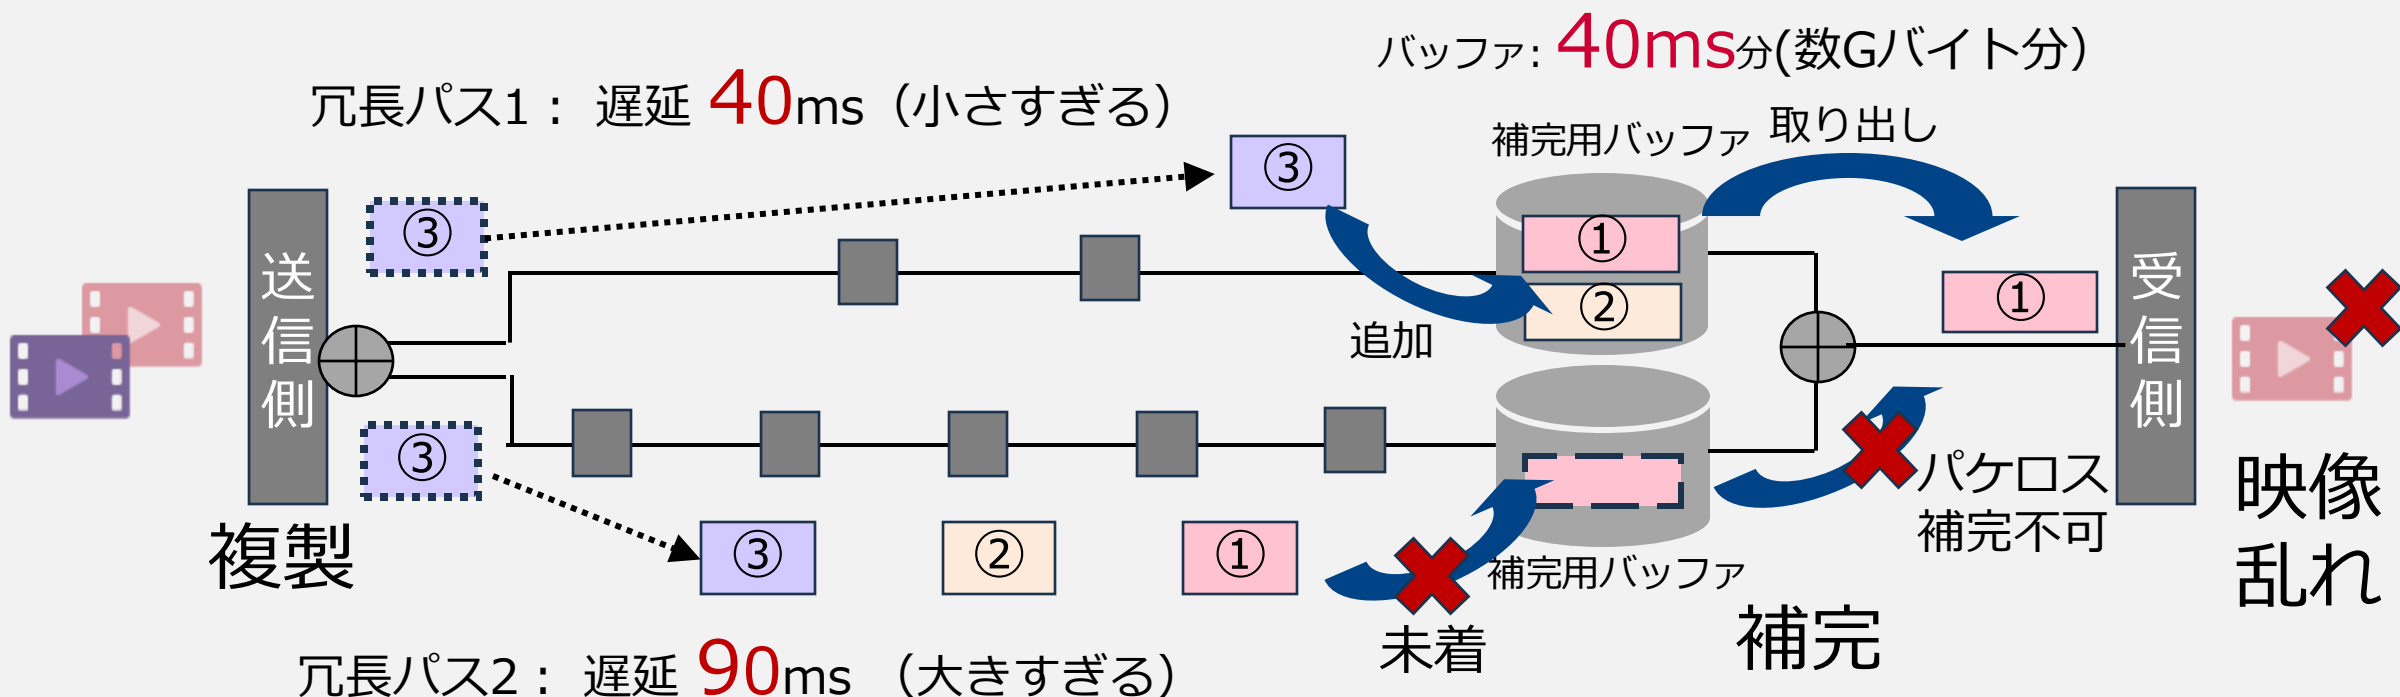 バッファ: 40ms分(数Gバイト分)
冗長パス1： 遅延 40ms（小さすぎる）
補完用バッファ 取り出し
③
③
①
②
①
追加
送信側
受信側
③
③
②
①
複製
未着
補完用バッファ
補完
パケロス
補完不可
映像
乱れ
冗長パス2： 遅延 90ms （大きすぎる）